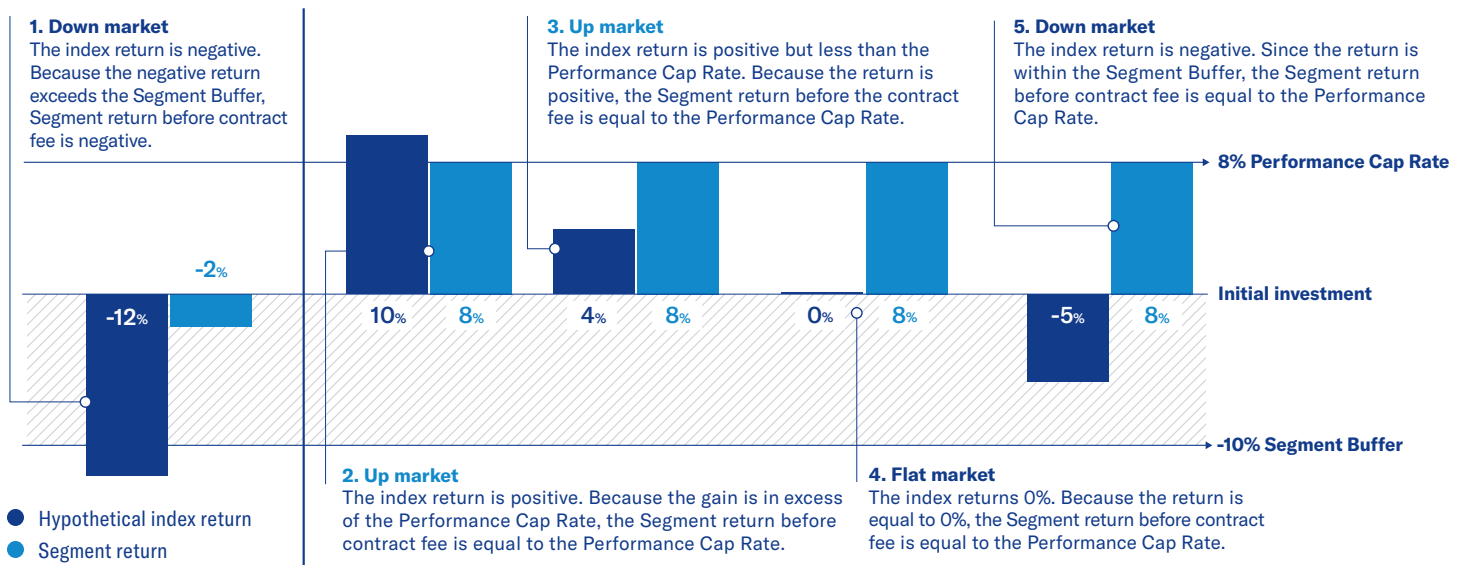 1. Down market
The index return is negative.
Because the negative return
exceeds the Segment Buffer,
Segment return before contract
fee is negative.
3. Up market
The index return is positive but less than the
Performance Cap Rate. Because the return is
positive, the Segment return before the contract
fee is equal to the Performance Cap Rate.
5. Down market
The index return is negative. Since the return is
within the Segment Buffer, the Segment return
before contract fee is equal to the Performance
Cap Rate.
8% Performance Cap Rate
-2%
Initial investment
-12%
10%
8%
4%
8%
0%
8%
-5%
8%
-10% Segment Buffer
2. Up market
The index return is positive. Because the gain is in excess
of the Performance Cap Rate, the Segment return before
contract fee is equal to the Performance Cap Rate.
4. Flat market
The index returns 0%. Because the return is
equal to 0%, the Segment return before contract
fee is equal to the Performance Cap Rate.
Hypothetical index return
Segment return